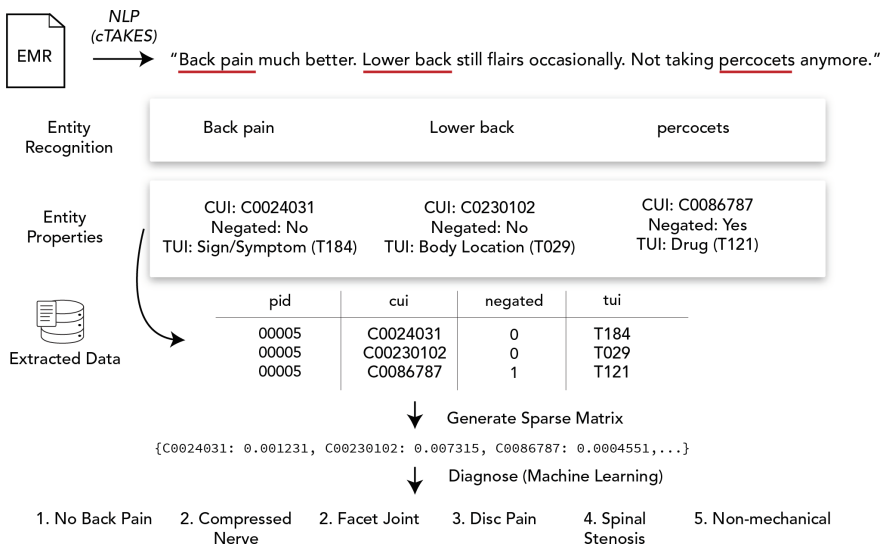 NLP
(cTAKES)
EMR
“Back pain much better. Lower back still flairs occasionally. Not taking percocets anymore.”
Entity
Recognition
Back pain
Lower back
percocets
Entity
Properties
CUI: C0024031
Negated: No
TUI: Sign/Symptom (T184)
CUI: C0230102
Negated: No
TUI: Body Location (T029)
CUI: C0086787
Negated: Yes
TUI: Drug (T121)
Extracted Data
pid cui negated tui
00005 C0024031 0 T184
00005 C00230102 0 T029
00005 C0086787 1 T121
Generate Sparse Matrix
{C0024031: 0.001231, C00230102: 0.007315, C0086787: 0.0004551,...}
Diagnose (Machine Learning)
1. No Back Pain
2. Compressed
Nerve
2. Facet Joint
3. Disc Pain
4. Spinal
Stenosis
5. Non-mechanical